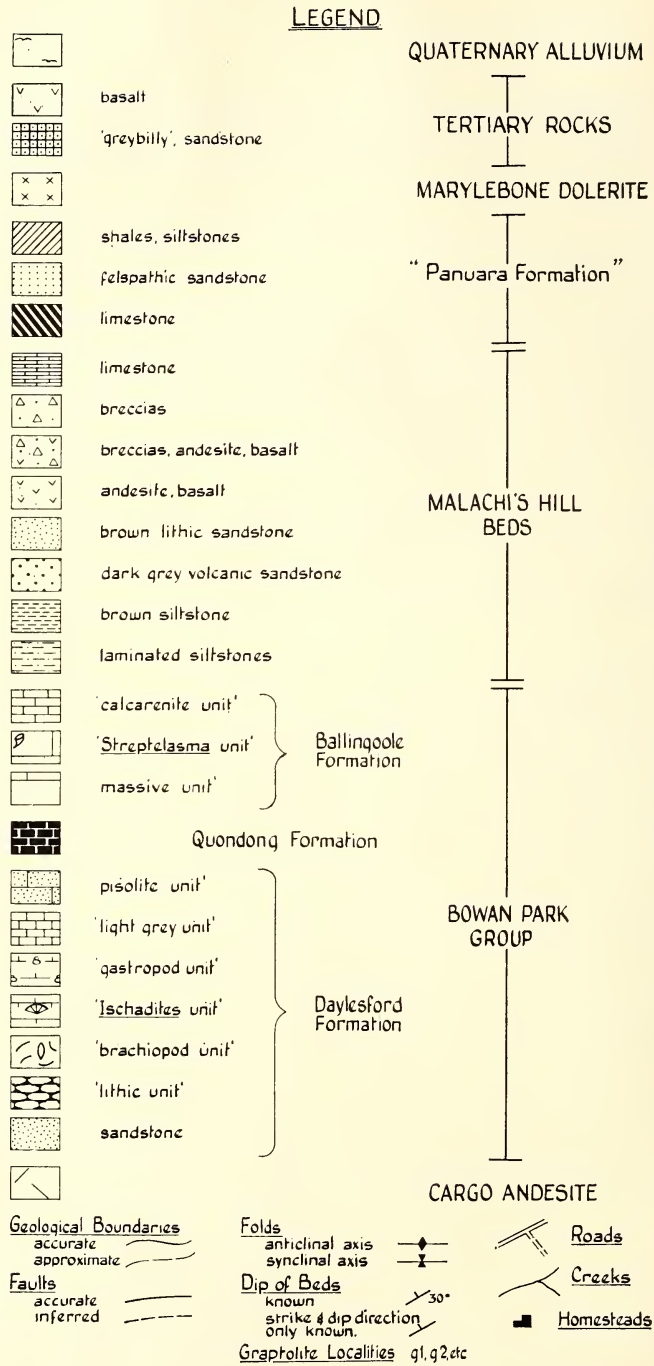 LEGEND
QUATERNARY ALLUVIUM
basalt
'greybilly', sandstone
TERTIARY ROCKS
MARYLEBONE DOLERITE
shales, siltstones
felspathic sandstone
limestone
"Panuara Formation"
limestone
breccias
breccias, andesite, basalt
andesite, basalt
brown lithic sandstone
dark grey volcanic sandstone
brown siltstone
laminated siltstones
MALACHI'S HILL
BEDS
'calcarenite unit'
'Streptelasma unit'
massive unit'
Ballingoole
Formation
Quondong Formation
pisolite unit'
'light grey unit'
'gastropod unit'
'Ischadites unit'
'brachiopod unit'
'lithic unit'
sandstone
Daylesford
Formation
BOWAN PARK
GROUP
CARGO ANDESITE
Geological Boundaries
accurate
approximate
Faults
accurate
inferred
Folds
anticlinal axis
synclinal axis
Dip of Beds
known 30°
strike & dip direction
only known.
Graptolite Localities g1, g2, etc
Roads
Creeks
Homesteads